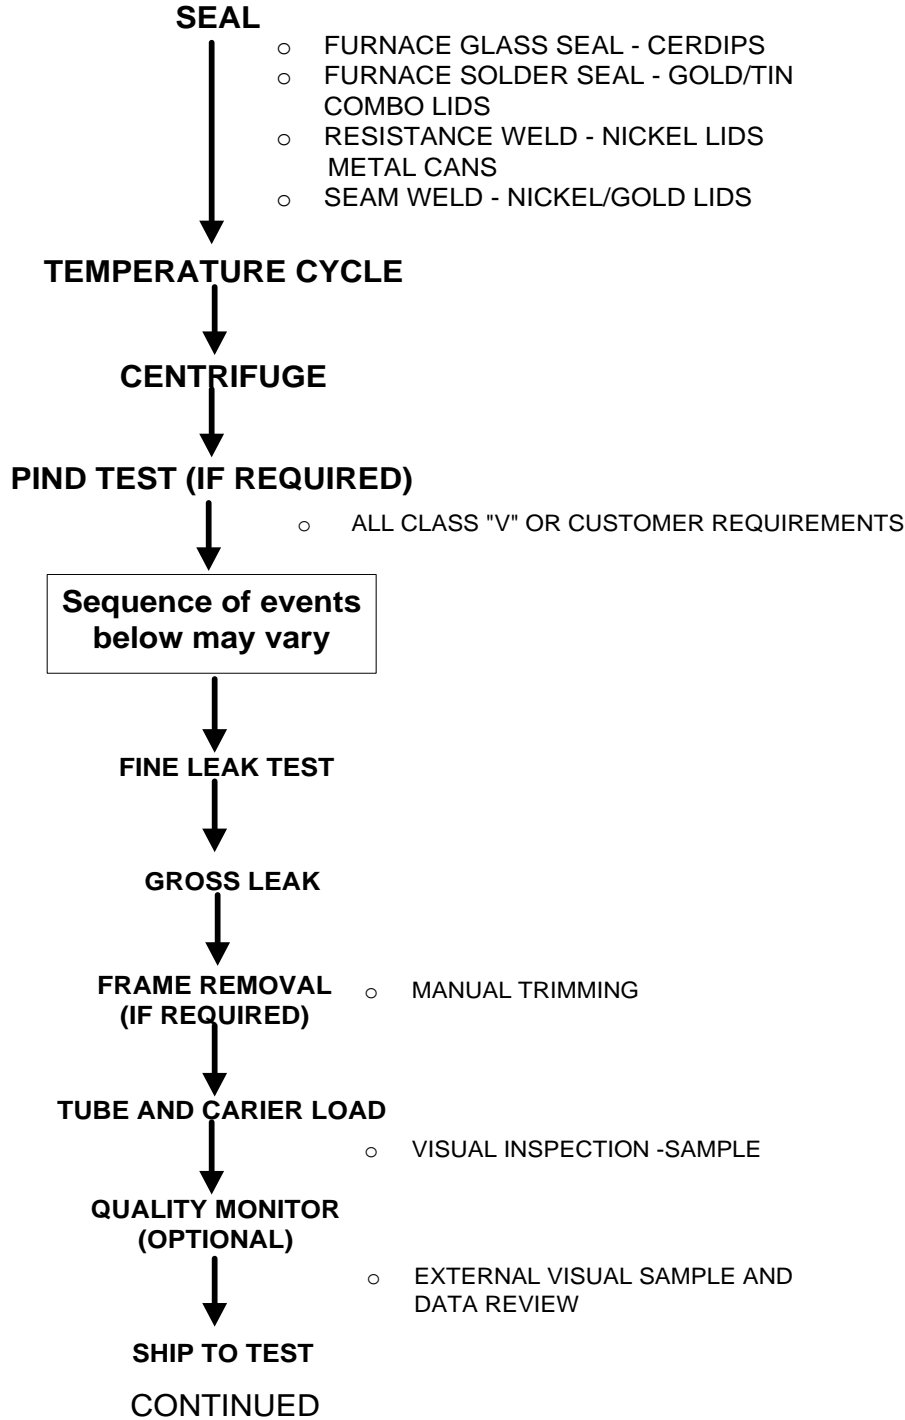 SEAL
o FURNACE GLASS SEAL - CERDIPS
o FURNACE SOLDER SEAL - GOLD/TIN
COMBO LIDS
o RESISTANCE WELD - NICKEL LIDS
METAL CANS
o SEAM WELD - NICKEL/GOLD LIDS
TEMPERATURE CYCLE
CENTRIFUGE
PIND TEST (IF REQUIRED)
o ALL CLASS "V" OR CUSTOMER REQUIREMENTS
Sequence of events
below may vary
FINE LEAK TEST
GROSS LEAK
FRAME REMOVAL
(IF REQUIRED)
o MANUAL TRIMMING
TUBE AND CARIER LOAD
o VISUAL INSPECTION -SAMPLE
QUALITY MONITOR
(OPTIONAL)
o EXTERNAL VISUAL SAMPLE AND
DATA REVIEW
SHIP TO TEST
CONTINUED